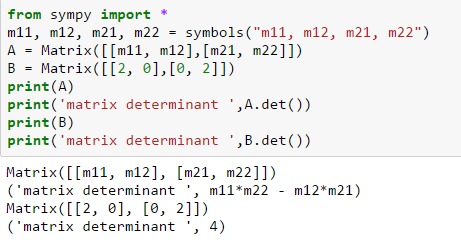 from sympy import *
m11, m12, m21, m22 = symbols("m11, m12, m21, m22")
A = Matrix([[m11, m12],[m21, m22]])
B = Matrix([[2, 0],[0, 2]])
print(A)
print('matrix determinant ',A.det())
print(B)
print('matrix determinant ',B.det())
Matrix([[m11, m12], [m21, m22]])
('matrix determinant ', m11*m22 - m12*m21)
Matrix([[2, 0], [0, 2]])
('matrix determinant ', 4)